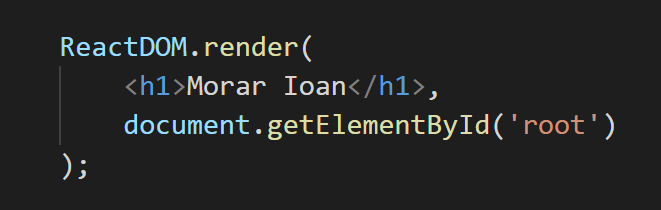 ReactDOM.render(
    <h1>Morar Ioan</h1>,
    document.getElementById('root')
);